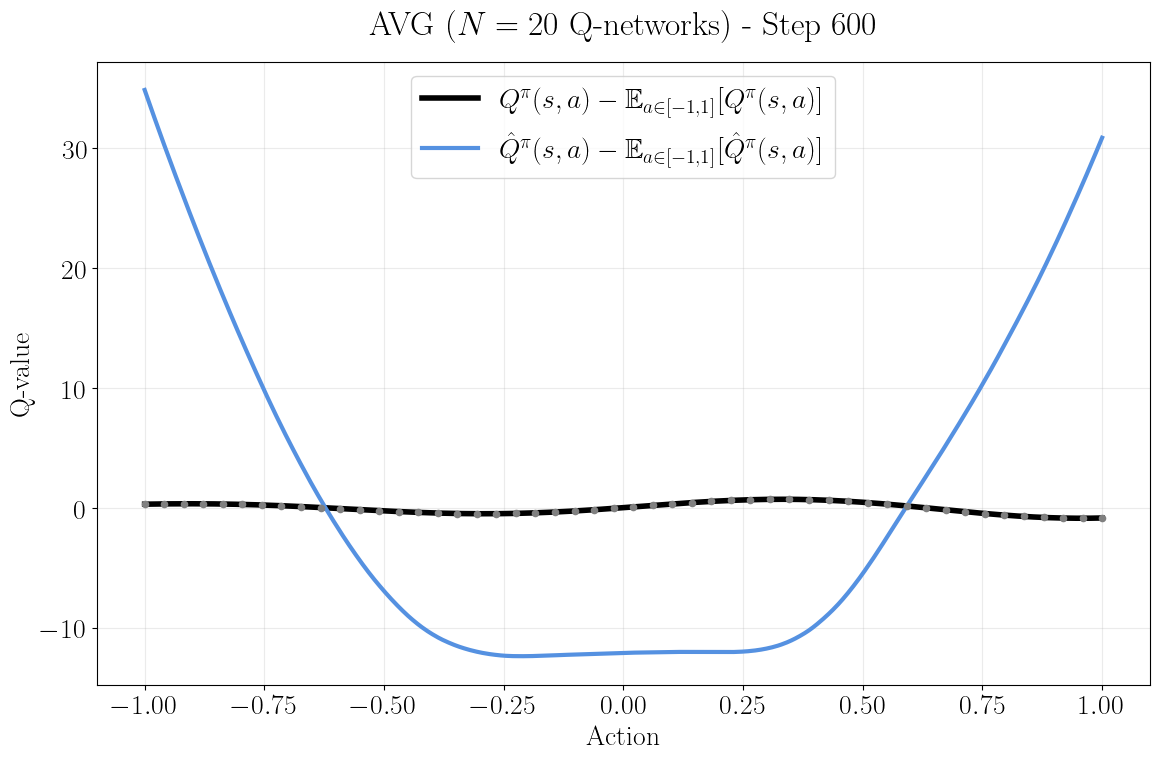 AVG (N = 20 Q-networks) - Step 600
Q^π(s, a) − 𝔼_{a∈[−1,1]}[Q^π(s, a)]
Q̂^π(s, a) − 𝔼_{a∈[−1,1]}[Q̂^π(s, a)]
Q-value
30
20
10
0
−10
−1.00 −0.75 −0.50 −0.25 0.00 0.25 0.50 0.75 1.00
Action